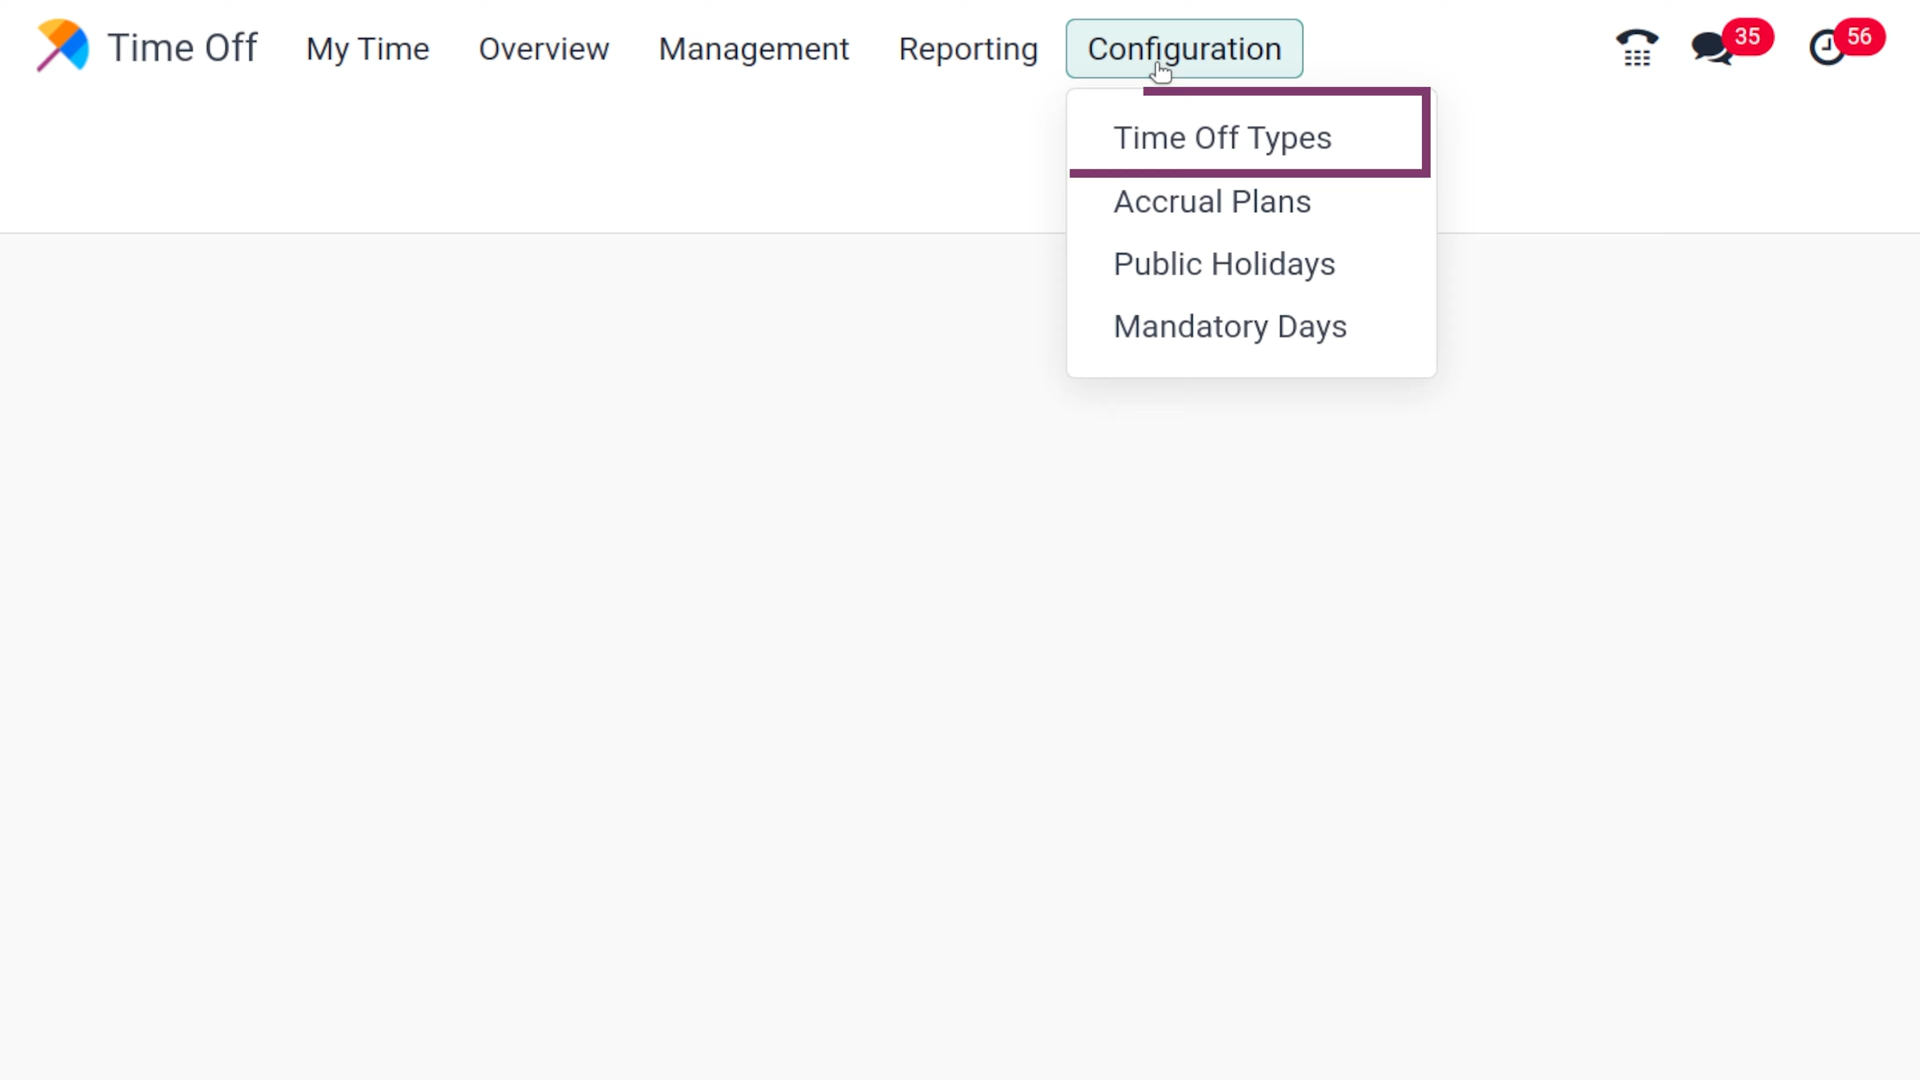 Time Off My Time Overview Management Reporting Configuration 35 56
Time Off Types
Accrual Plans
Public Holidays
Mandatory Days